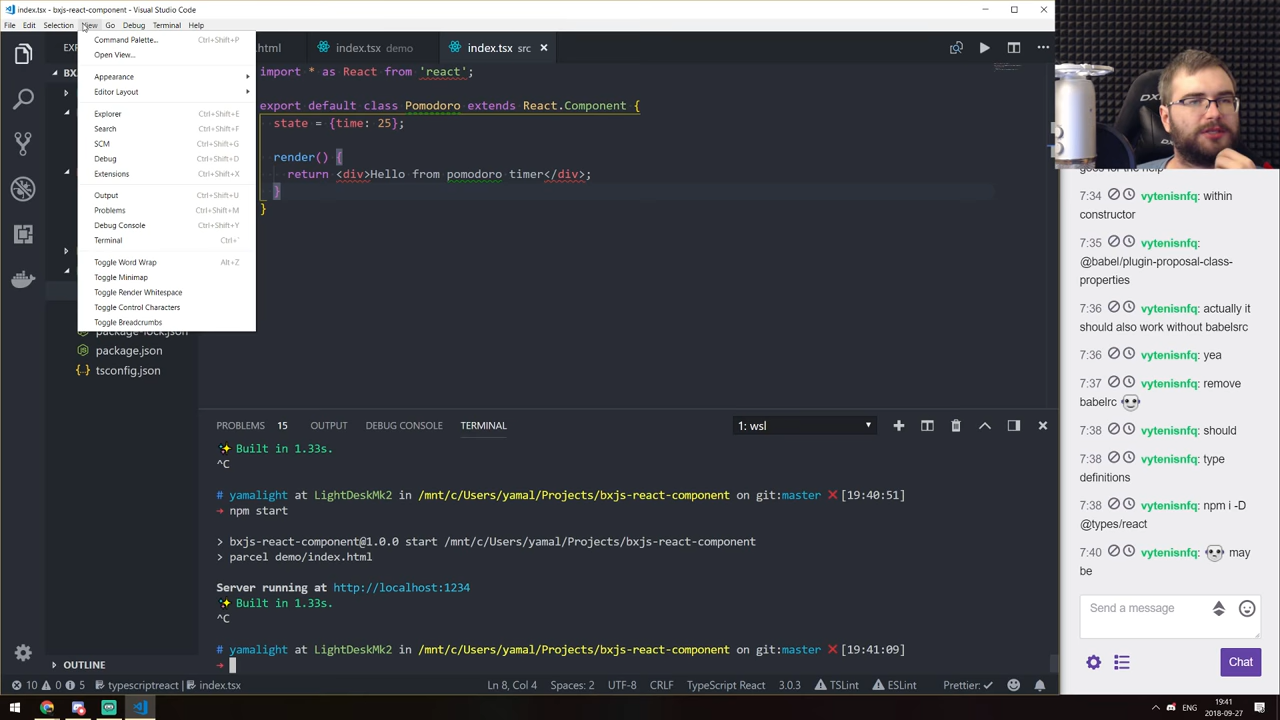 index.tsx - bxjs-react-component - Visual Studio Code
File Edit Selection View Go Debug Terminal Help
Command Palette... Ctrl+Shift+P
Open View...
Appearance
Editor Layout
Explorer Ctrl+Shift+E
Search Ctrl+Shift+F
SCM Ctrl+Shift+G
Debug Ctrl+Shift+D
Extensions Ctrl+Shift+X
Output Ctrl+Shift+U
Problems Ctrl+Shift+M
Debug Console Ctrl+Shift+Y
Terminal Ctrl+'
Toggle Word Wrap Alt+Z
Toggle Minimap
Toggle Render Whitespace
Toggle Control Characters
Toggle Breadcrumbs
package-lock.json
package.json
tsconfig.json
OUTLINE
.html index.tsx demo index.tsx src
import * as React from 'react';
export default class Pomodoro extends React.Component {
state = {time: 25};
render() {
return <div>Hello from pomodoro timer</div>;
}
}
PROBLEMS 15 OUTPUT DEBUG CONSOLE TERMINAL 1: wsl
✨ Built in 1.33s.
^C
# yamalight at LightDeskMk2 in /mnt/c/Users/yamal/Projects/bxjs-react-component on git:master ❌ [19:40:51]
→ npm start
> bxjs-react-component@1.0.0 start /mnt/c/Users/yamal/Projects/bxjs-react-component
> parcel demo/index.html
Server running at http://localhost:1234
✨ Built in 1.33s.
^C
# yamalight at LightDeskMk2 in /mnt/c/Users/yamal/Projects/bxjs-react-component on git:master ❌ [19:41:09]
→
10 0 5 typescriptreact index.tsx Ln 8, Col 4 Spaces: 2 UTF-8 CRLF TypeScript React 3.0.3 TSLint ESLint Prettier: ✓
7:34 vytenisnfq: within
constructor
7:35 vytenisnfq:
@babel/plugin-proposal-class-
properties
7:36 vytenisnfq: actually it
should also work without babelsrc
7:36 vytenisnfq: yea
7:37 vytenisnfq: remove
babelrc
7:38 vytenisnfq: should
7:38 vytenisnfq: type
definitions
7:38 vytenisnfq: npm i -D
@types/react
7:40 vytenisnfq: may
be
Send a message
Chat
ENG
19:41
2018-09-27